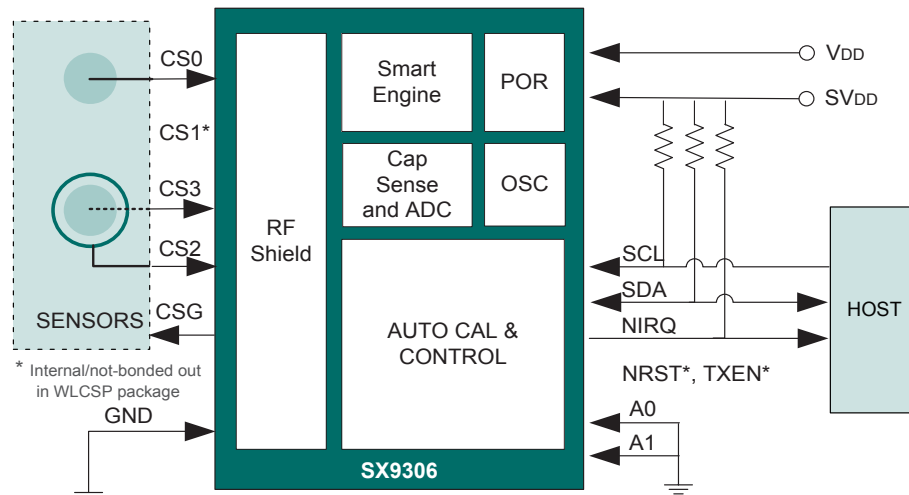 CS0
CS1*
CS3
CS2
CSG
SENSORS
* Internal/not-bonded out
in WLCSP package
GND
RF
Shield
Smart
Engine
POR
Cap
Sense
and ADC
OSC
AUTO CAL &
CONTROL
SX9306
VDD
SVDD
SCL
SDA
NIRQ
NRST*, TXEN*
A0
A1
HOST